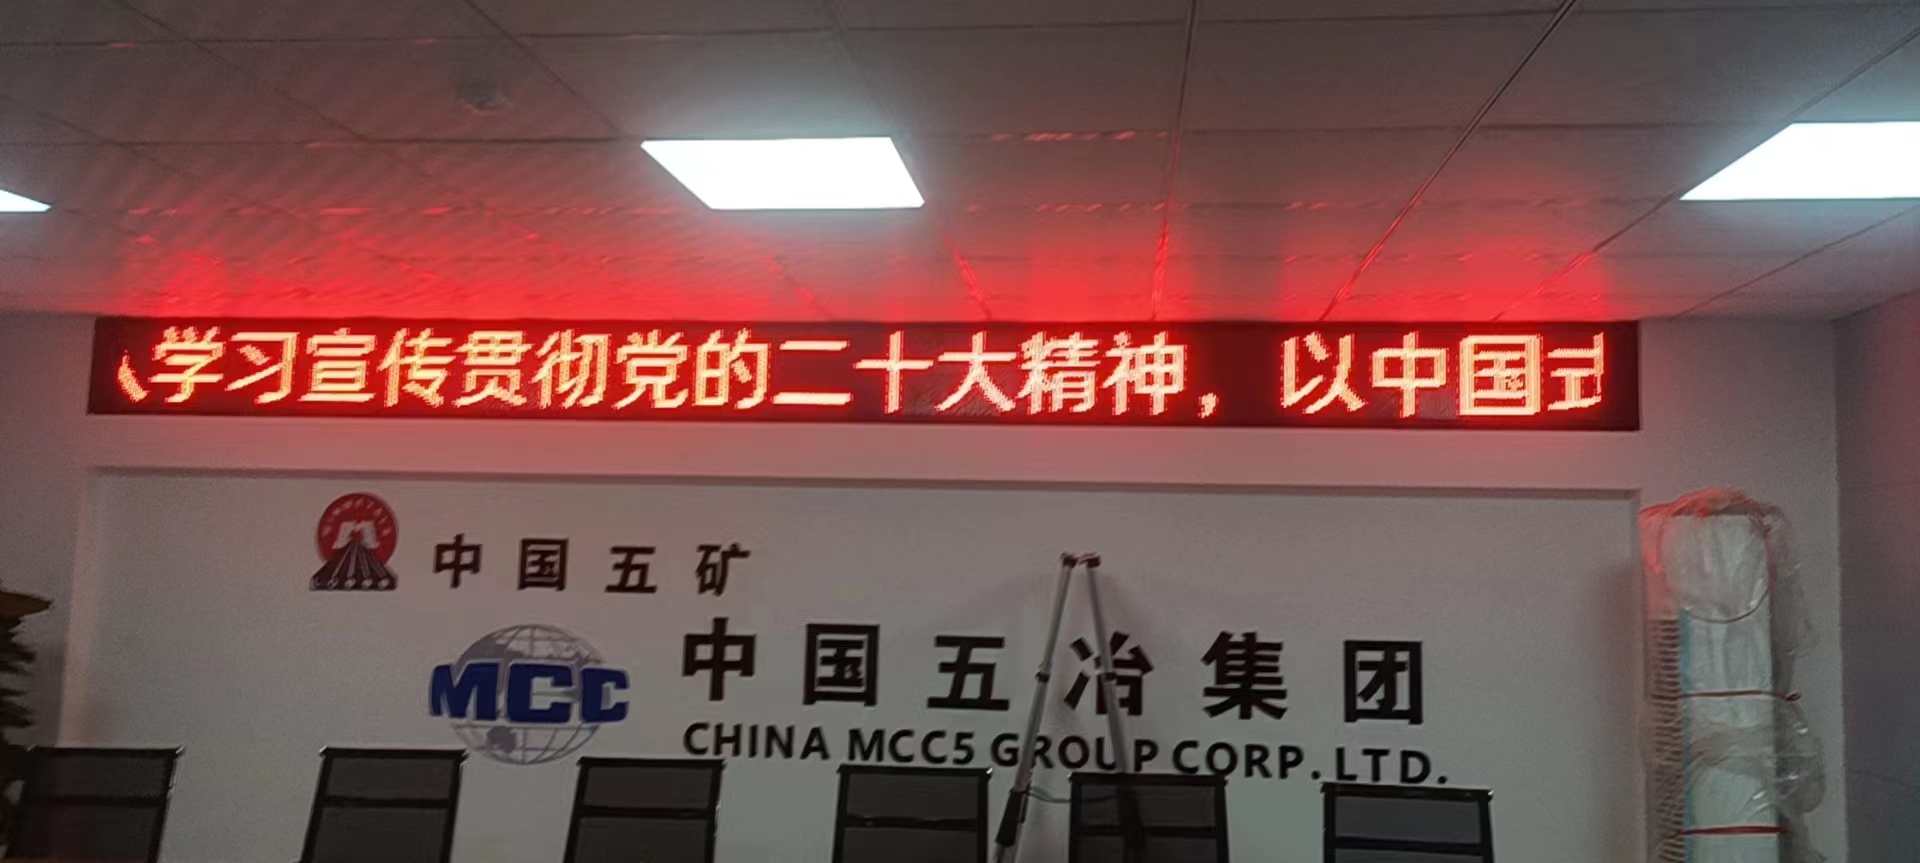 学习宣传贯彻党的二十大精神，以中国式
中国五矿
MCC
中国五冶集团
CHINA MCC5 GROUP CORP. LTD.